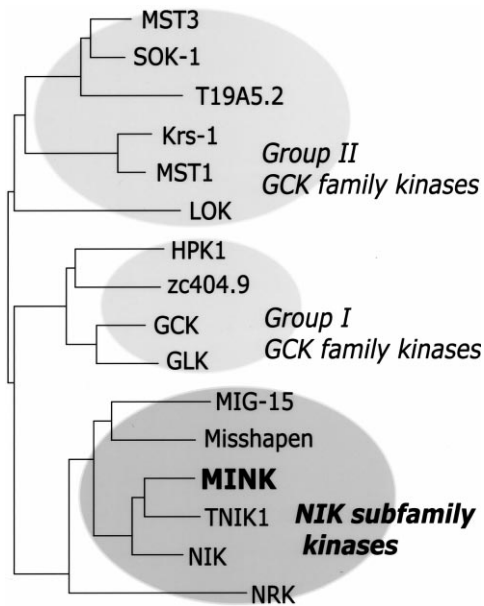 MST3
SOK-1
T19A5.2
Krs-1
MST1
LOK
Group II
GCK family kinases
HPK1
zc404.9
GCK
GLK
Group I
GCK family kinases
MIG-15
Misshapen
MINK
TNIK1
NIK
NRK
NIK subfamily
kinases